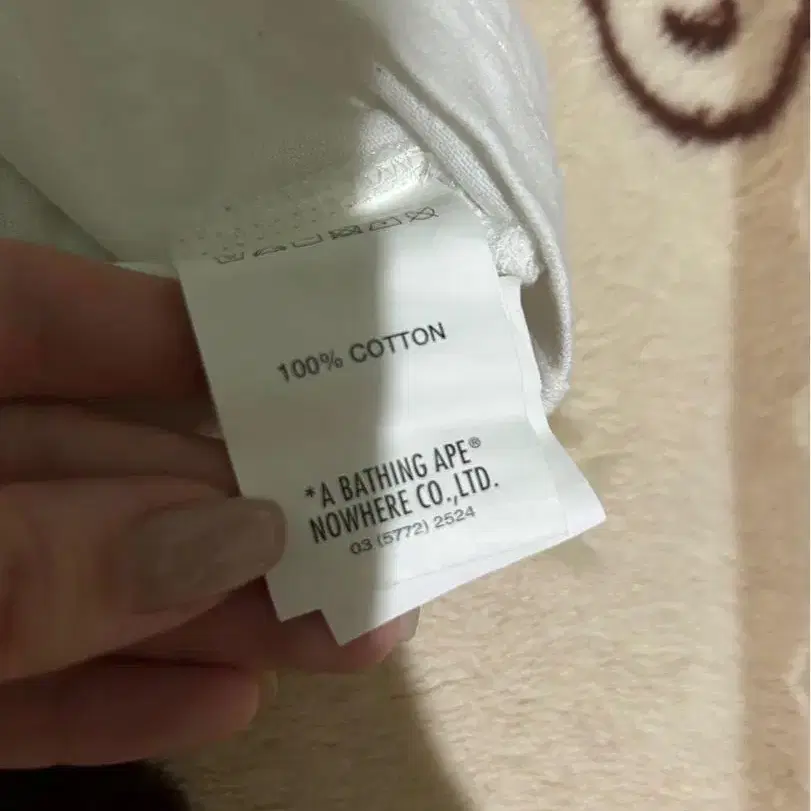 100% COTTON
*A BATHING APE®
NOWHERE CO.,LTD.
03 (5772) 2524